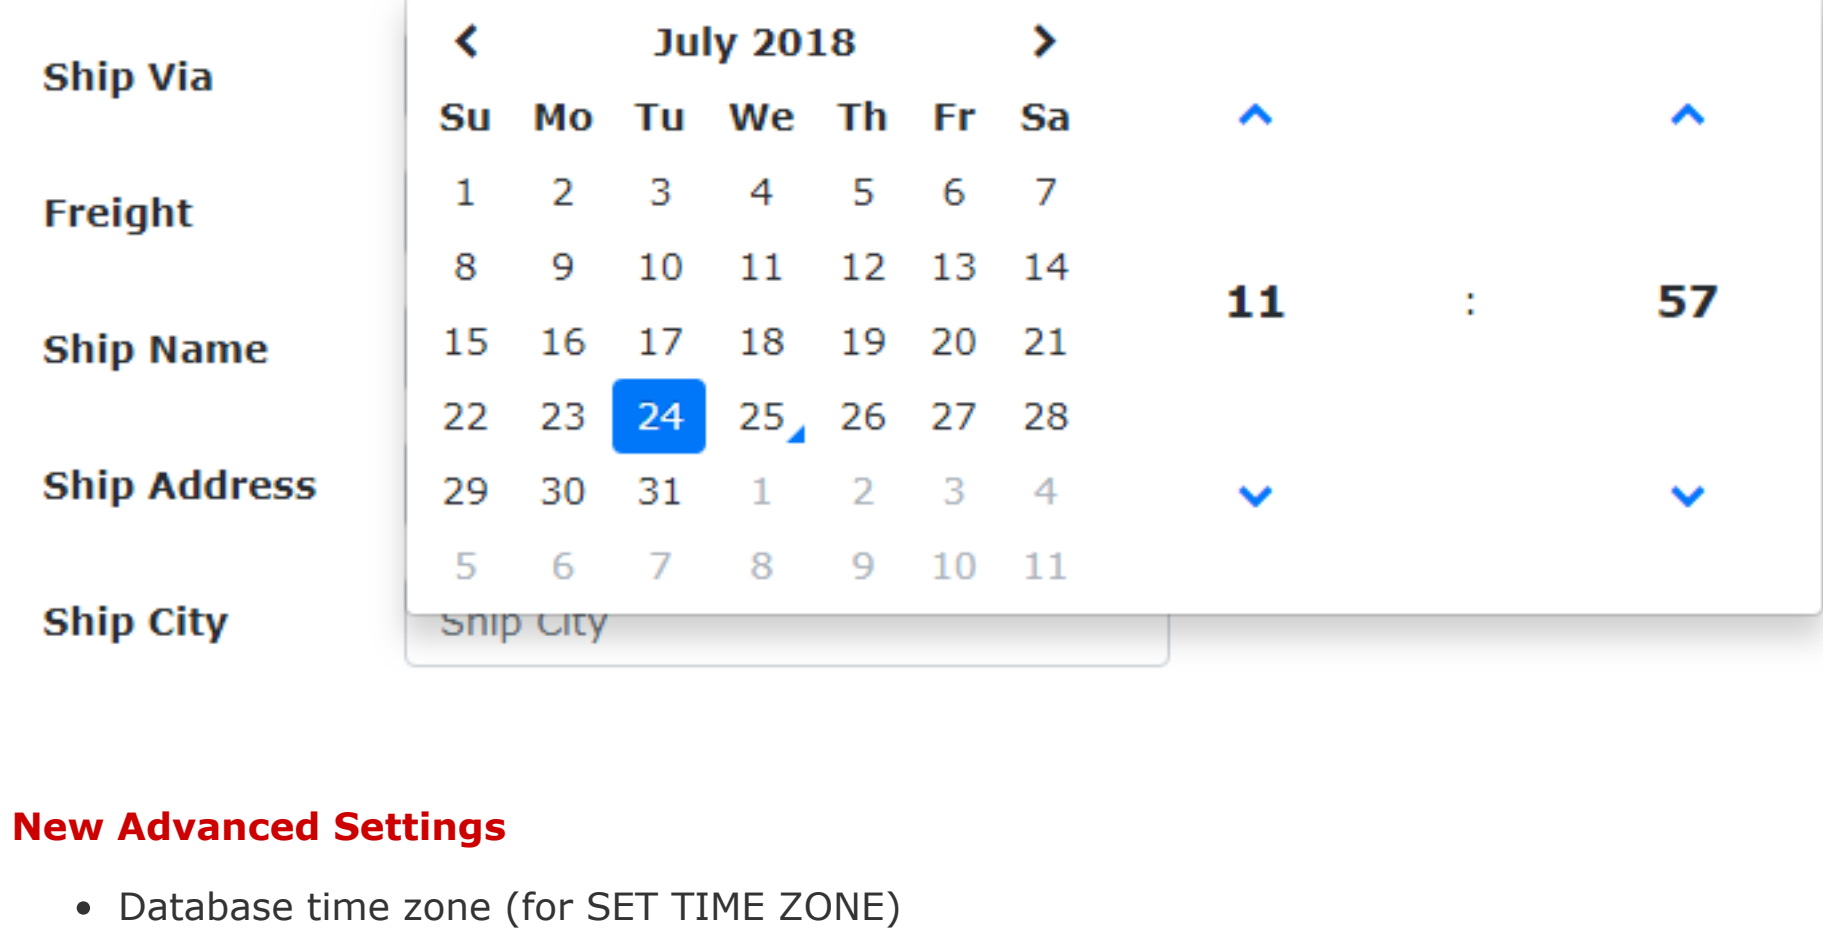 July 2018
Ship Via
Su Mo Tu We Th Fr Sa
1 2 3 4 5 6 7
Freight
8 9 10 11 12 13 14
11 : 57
15 16 17 18 19 20 21
Ship Name
22 23 24 25 26 27 28
Ship Address
29 30 31 1 2 3 4
5 6 7 8 9 10 11
Ship City
Ship City
New Advanced Settings
• Database time zone (for SET TIME ZONE)